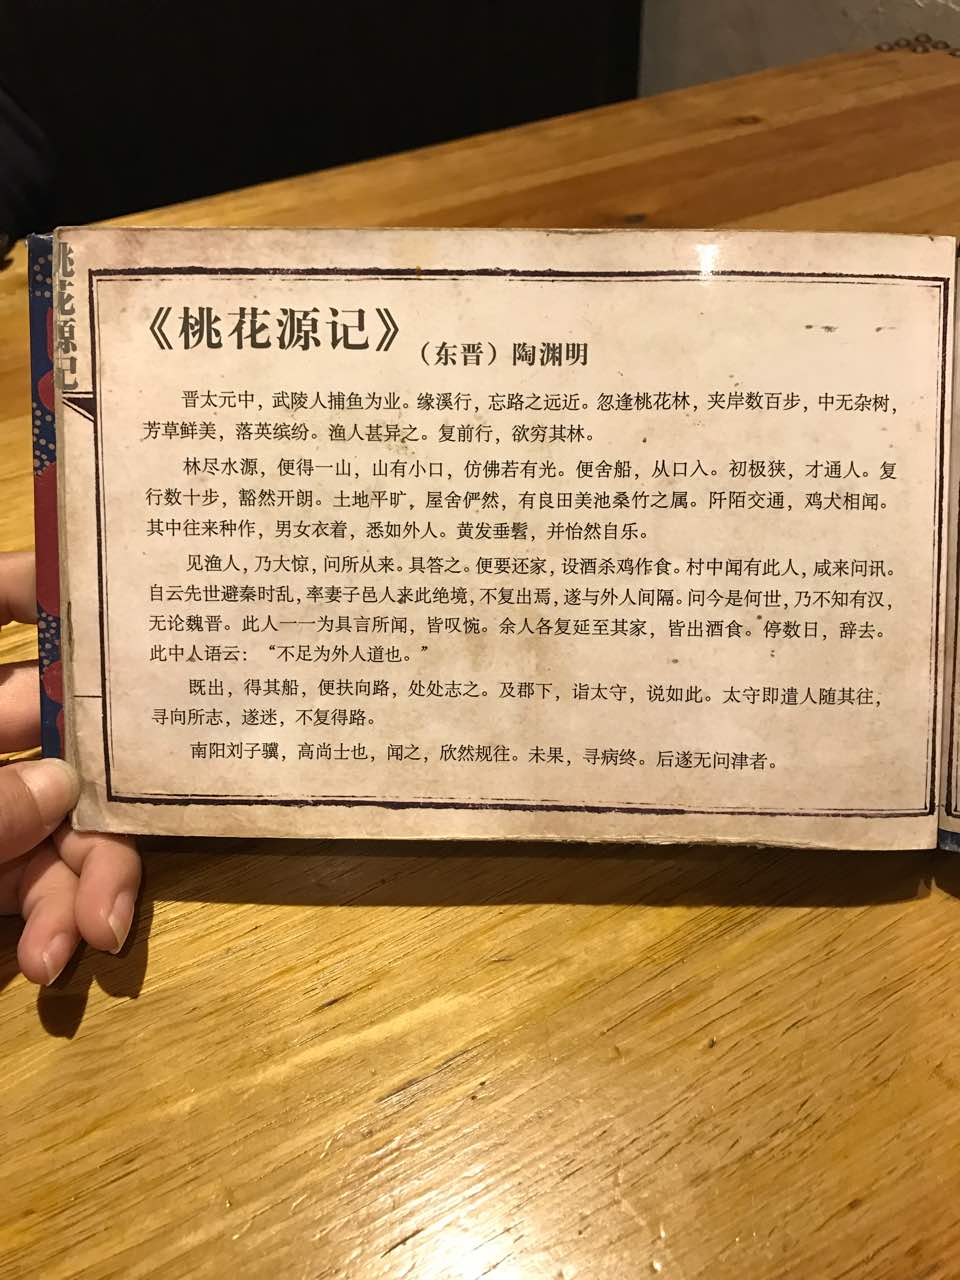 桃花源记
《桃花源记》
（东晋）陶渊明
晋太元中，武陵人捕鱼为业。缘溪行，忘路之远近。忽逢桃花林，夹岸数百步，中无杂树，
芳草鲜美，落英缤纷。渔人甚异之。复前行，欲穷其林。
林尽水源，便得一山，山有小口，仿佛若有光。便舍船，从口入。初极狭，才通人。复
行数十步，豁然开朗。土地平旷，屋舍俨然，有良田美池桑竹之属。阡陌交通，鸡犬相闻。
其中往来种作，男女衣着，悉如外人。黄发垂髫，并怡然自乐。
见渔人，乃大惊，问所从来。具答之。便要还家，设酒杀鸡作食。村中闻有此人，咸来问讯。
自云先世避秦时乱，率妻子邑人来此绝境，不复出焉，遂与外人间隔。问今是何世，乃不知有汉，
无论魏晋。此人一一为具言所闻，皆叹惋。余人各复延至其家，皆出酒食。停数日，辞去。
此中人语云：“不足为外人道也。”
既出，得其船，便扶向路，处处志之。及郡下，诣太守，说如此。太守即遣人随其往，
寻向所志，遂迷，不复得路。
南阳刘子骥，高尚士也，闻之，欣然规往。未果，寻病终。后遂无问津者。